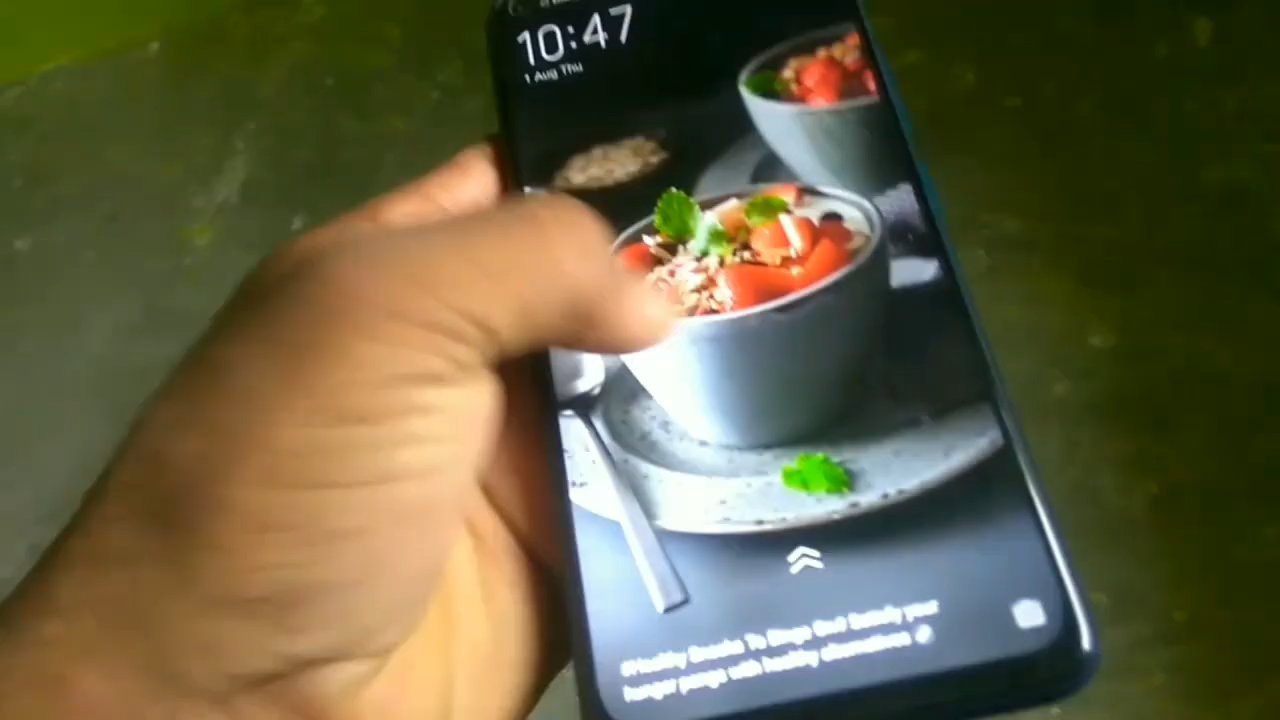 10:47
1 Aug Thu
#Healthy Snacks To Binge On! Satisfy your
hunger pangs with healthy alternatives